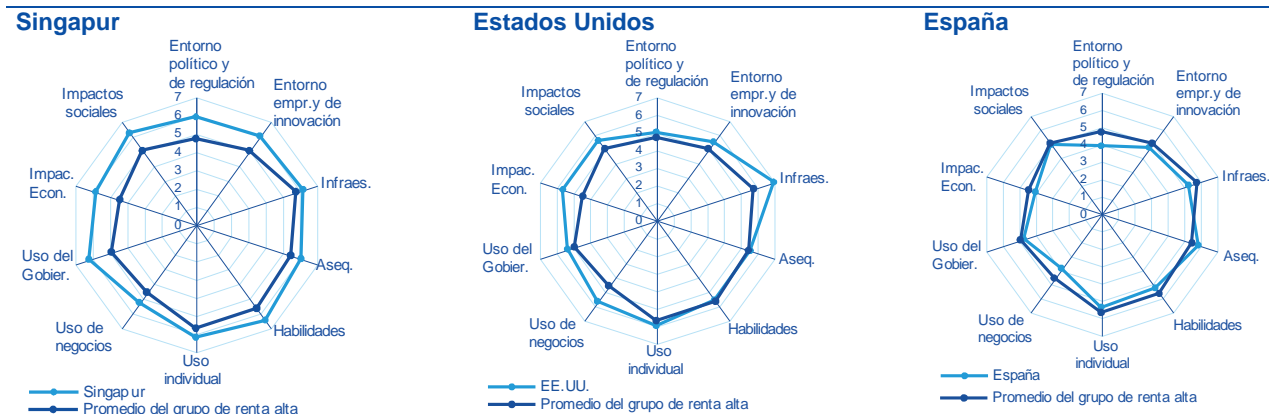 Singapur
Entorno
político y
de regulación
Entorno
empr.y de
innovación
Infraes.
Aseq.
Habilidades
Uso
individual
Uso de
negocios
Uso del
Gobier.
Impac.
Econ.
Impactos
sociales
7
6
5
4
3
2
1
0
Singapur
Promedio del grupo de renta alta
Estados Unidos
Entorno
político y
de regulación
Entorno
empr.y de
innovación
Infraes.
Aseq.
Habilidades
Uso
individual
Uso de
negocios
Uso del
Gobier.
Impac.
Econ.
Impactos
sociales
7
6
5
4
3
2
1
0
EE.UU.
Promedio del grupo de renta alta
España
Entorno
político y
de regulación
Entorno
empr.y de
innovación
Infraes.
Aseq.
Habilidades
Uso
individual
Uso de
negocios
Uso del
Gobier.
Impac.
Econ.
Impactos
sociales
7
6
5
4
3
2
1
0
España
Promedio del grupo de renta alta